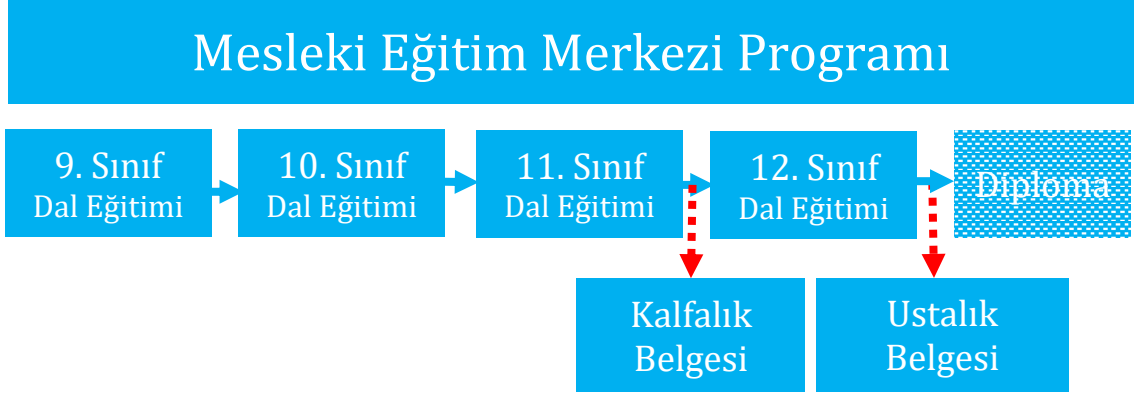 Mesleki Eğitim Merkezi Programı
9. Sınıf
Dal Eğitimi
10. Sınıf
Dal Eğitimi
11. Sınıf
Dal Eğitimi
12. Sınıf
Dal Eğitimi
Diploma
Kalfalık
Belgesi
Ustalık
Belgesi